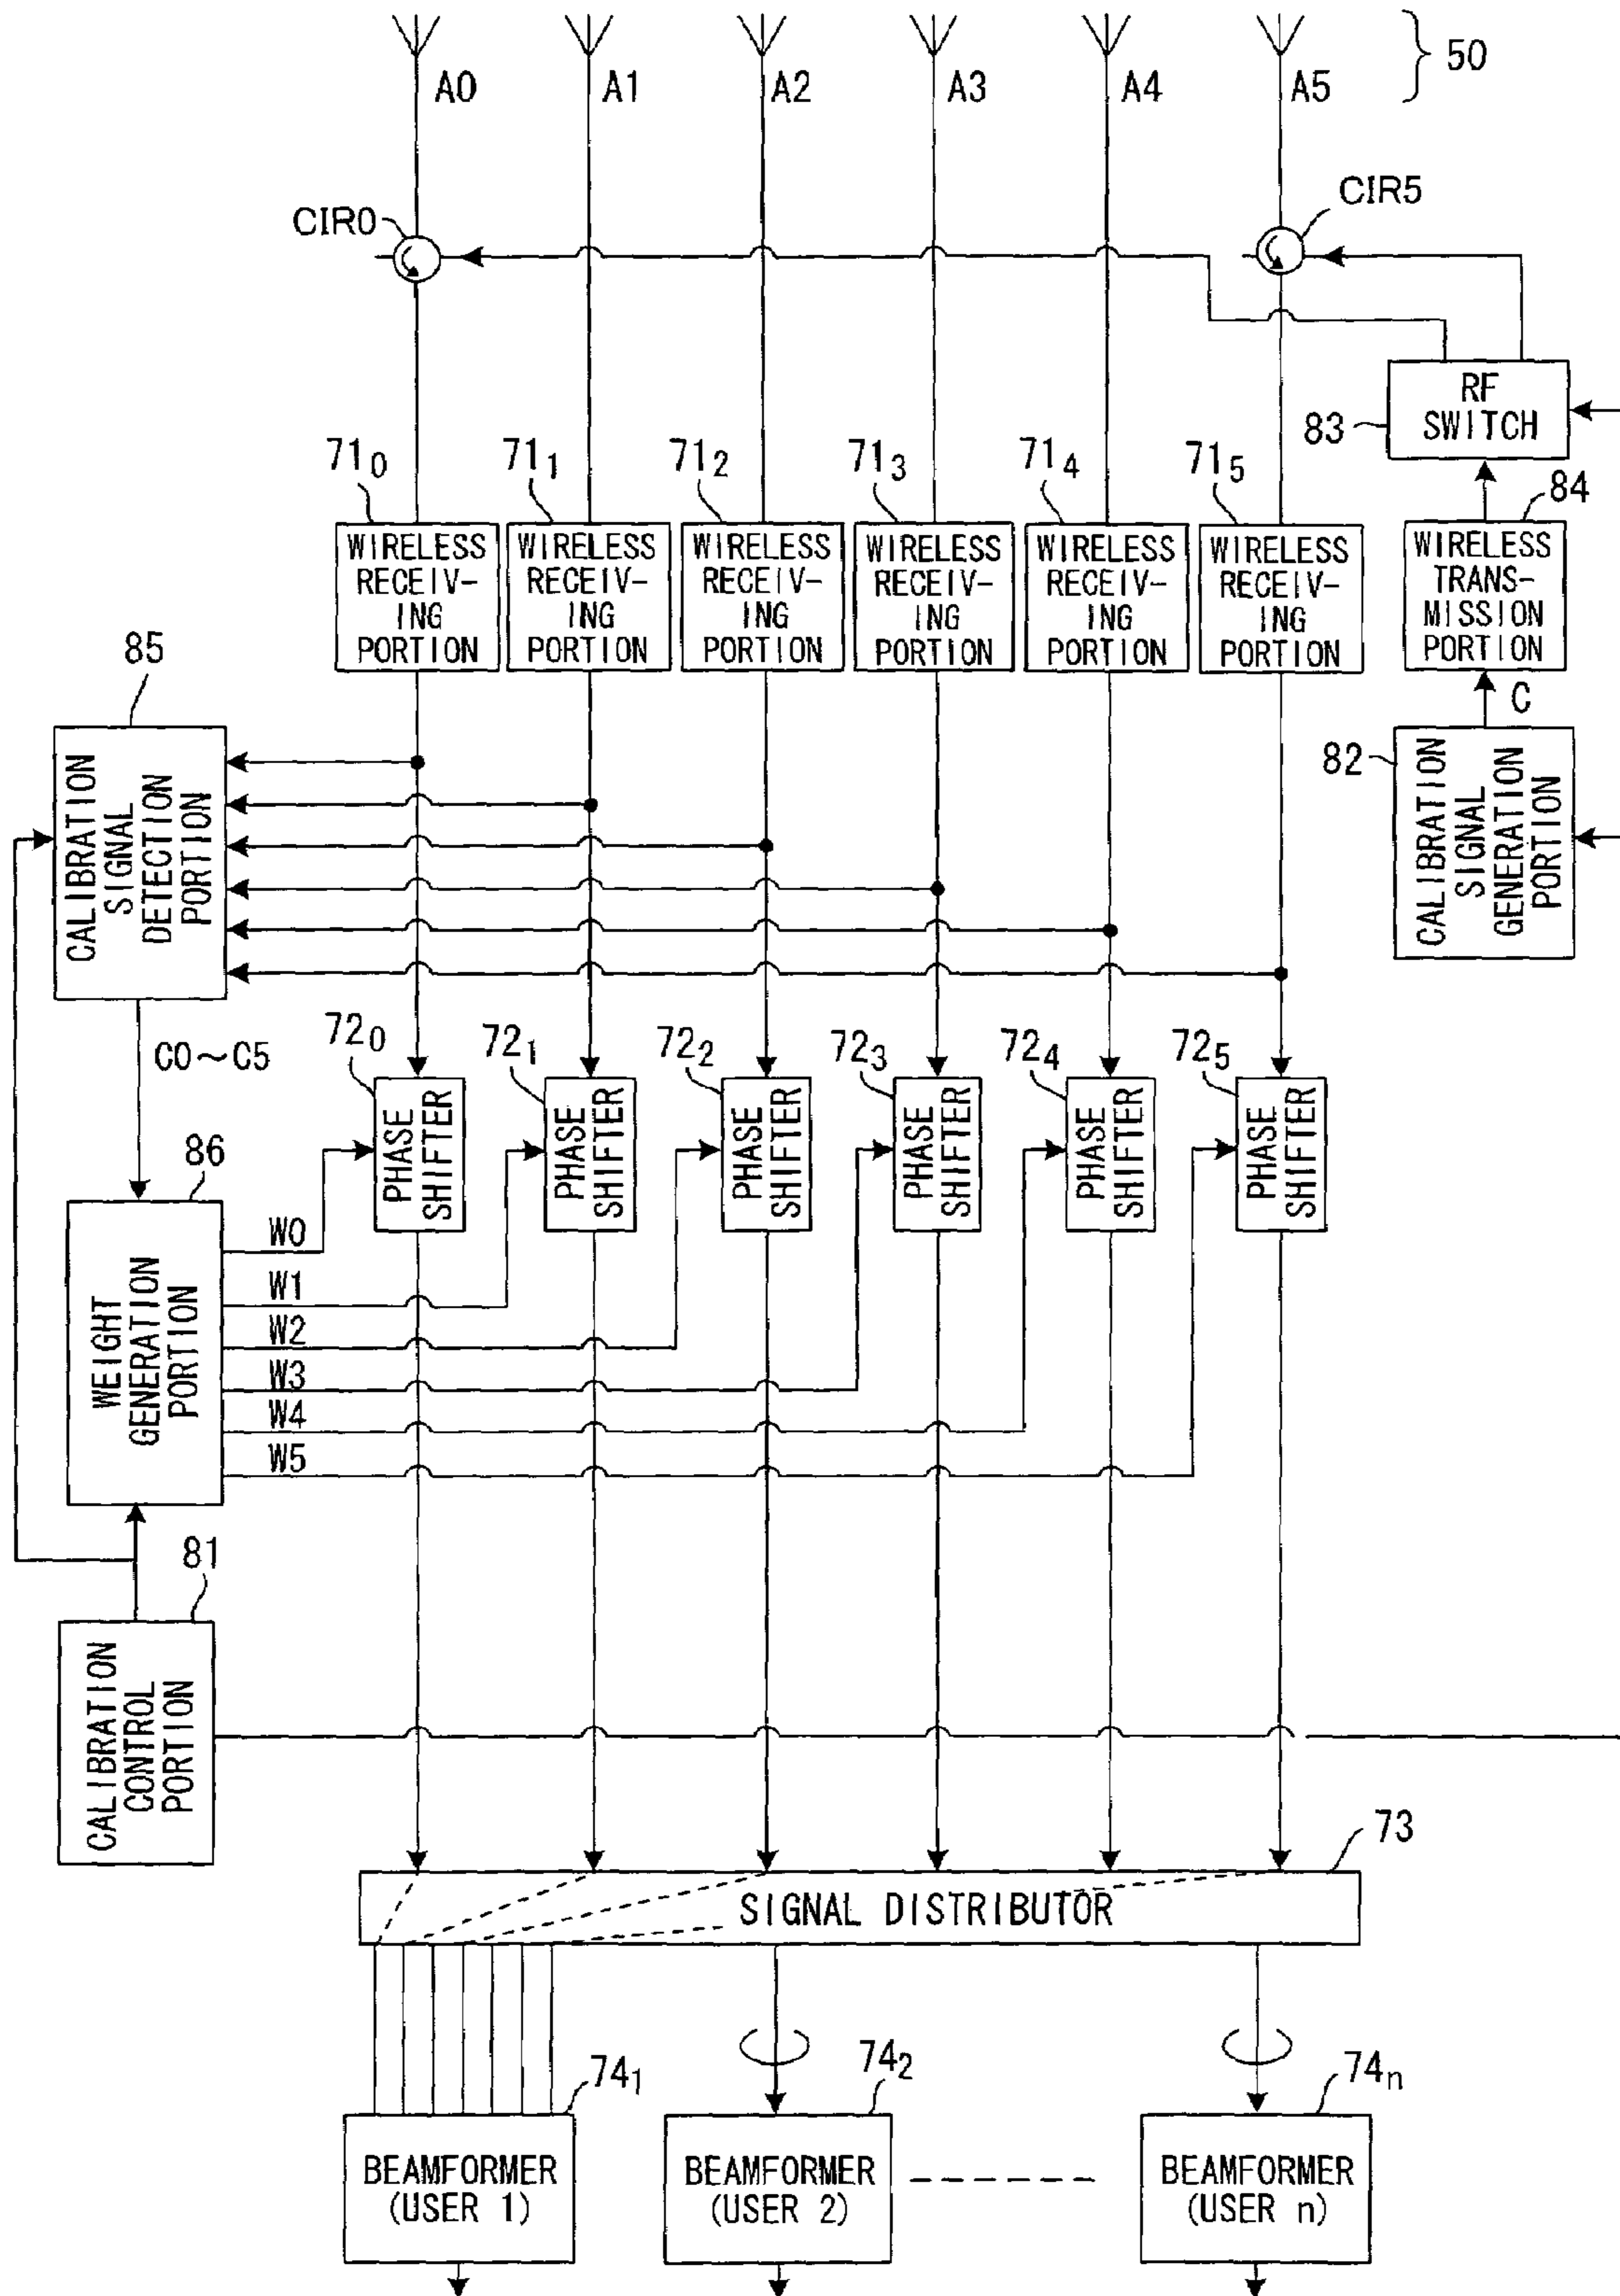 50
A0
A1
A2
A3
A4
A5
CIR0
CIR5
RF
SWITCH
83
84
71₀
71₁
71₂
71₃
71₄
71₅
WIRELESS
RECEIV-
ING
PORTION
WIRELESS
RECEIV-
ING
PORTION
WIRELESS
RECEIV-
ING
PORTION
WIRELESS
RECEIV-
ING
PORTION
WIRELESS
RECEIV-
ING
PORTION
WIRELESS
RECEIV-
ING
PORTION
WIRELESS
TRANS-
MISSION
PORTION
C
85
CALIBRATION
SIGNAL
DETECTION
PORTION
82
CALIBRATION
SIGNAL
GENERATION
PORTION
C0~C5
72₀
72₁
72₂
72₃
72₄
72₅
PHASE
SHIFTER
PHASE
SHIFTER
PHASE
SHIFTER
PHASE
SHIFTER
PHASE
SHIFTER
PHASE
SHIFTER
86
WEIGHT
GENERATION
PORTION
W0
W1
W2
W3
W4
W5
81
CALIBRATION
CONTROL
PORTION
73
SIGNAL DISTRIBUTOR
74₁
74₂
74ₙ
BEAMFORMER
(USER 1)
BEAMFORMER
(USER 2)
BEAMFORMER
(USER n)